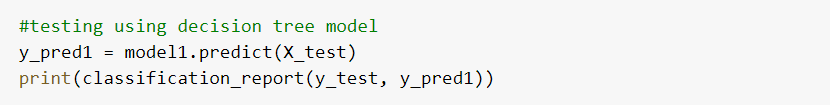 #testing using decision tree model
y_pred1 = model1.predict(X_test)
print(classification_report(y_test, y_pred1))